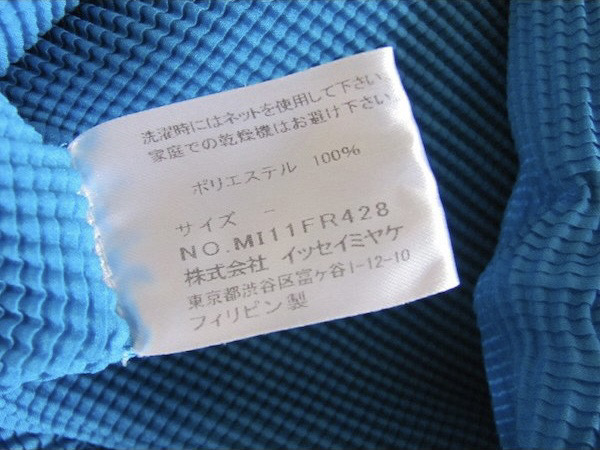 洗濯時にはネットを使用して下さい。
家庭での乾燥機はお避け下さい。
ポリエステル 100%
サイズ −
NO.MI11FR428
株式会社 イッセイミヤケ
東京都渋谷区富ヶ谷1-12-10
フィリピン製